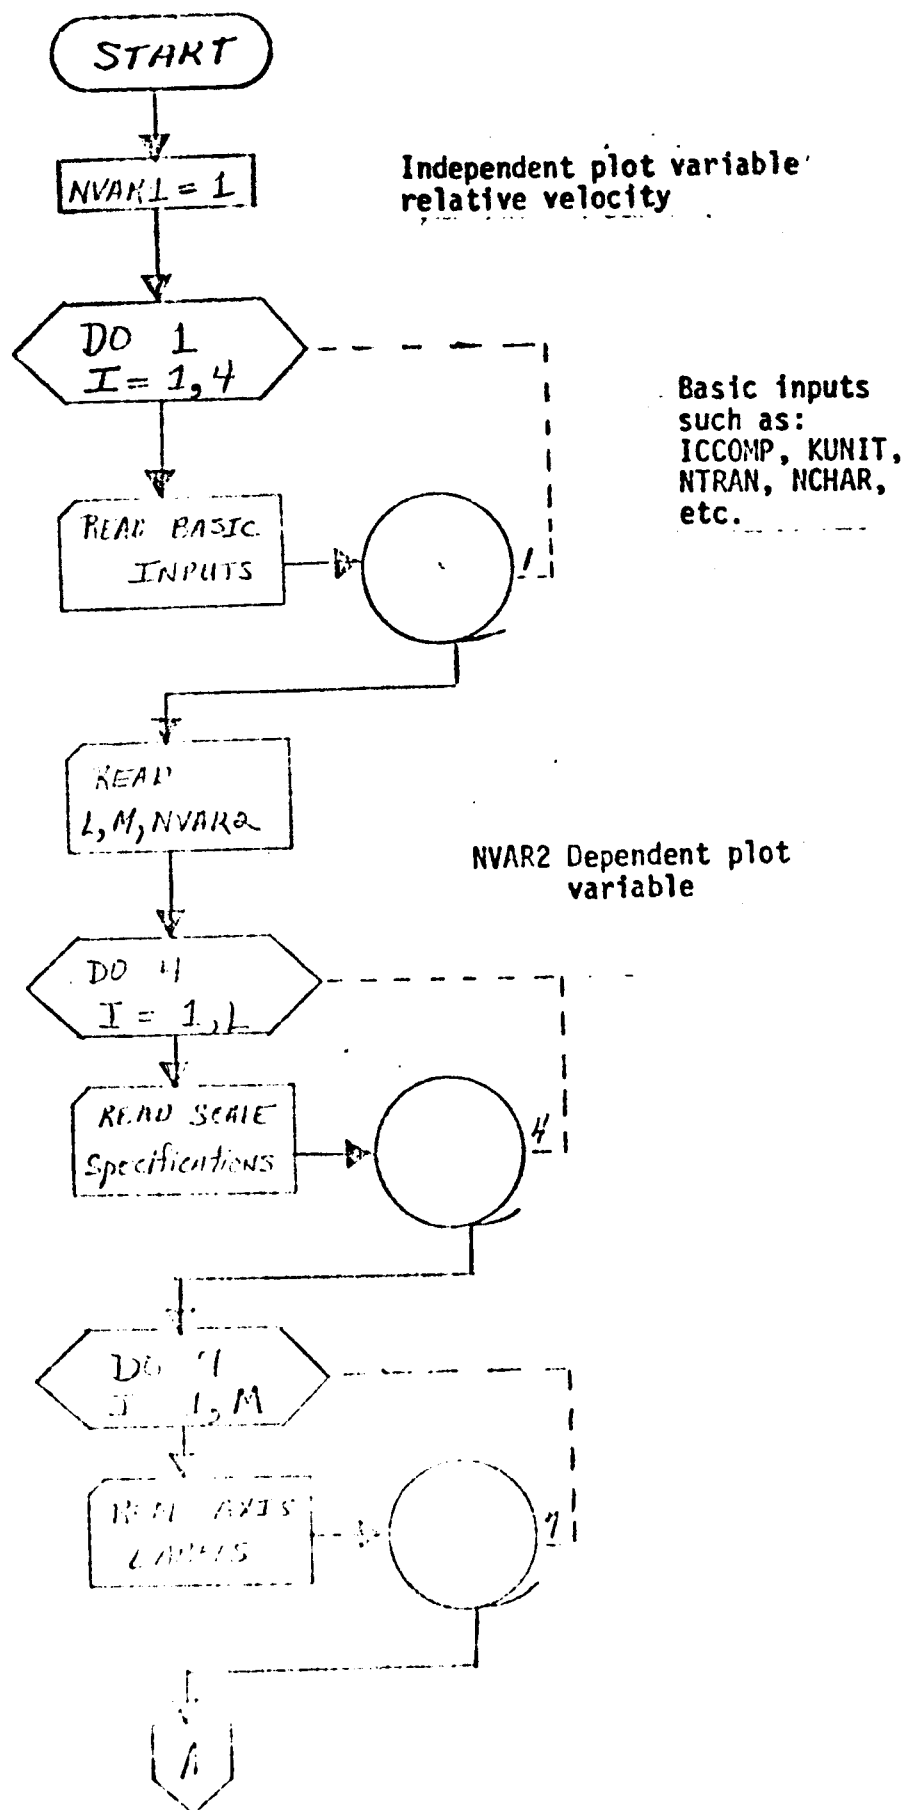 START
NVAR1 = 1
Independent plot variable
relative velocity
DO 1
I = 1,4
Basic inputs
such as:
ICCOMP, KUNIT,
NTRAN, NCHAR,
etc.
READ BASIC
INPUTS
1
READ
L, M, NVAR2
NVAR2 Dependent plot
variable
DO 4
I = 1, L
READ SCALE
Specifications
4
DO 7
1, M
READ AXIS
LABELS
7
A